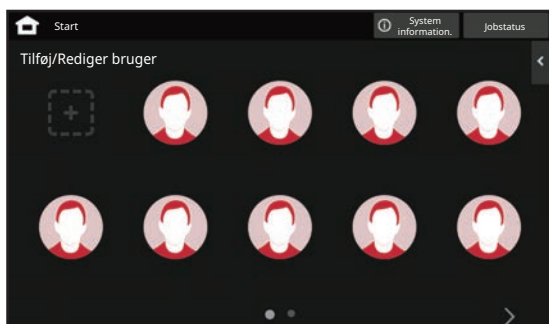 Start
System
information.
Jobstatus
Tilføj/Rediger bruger